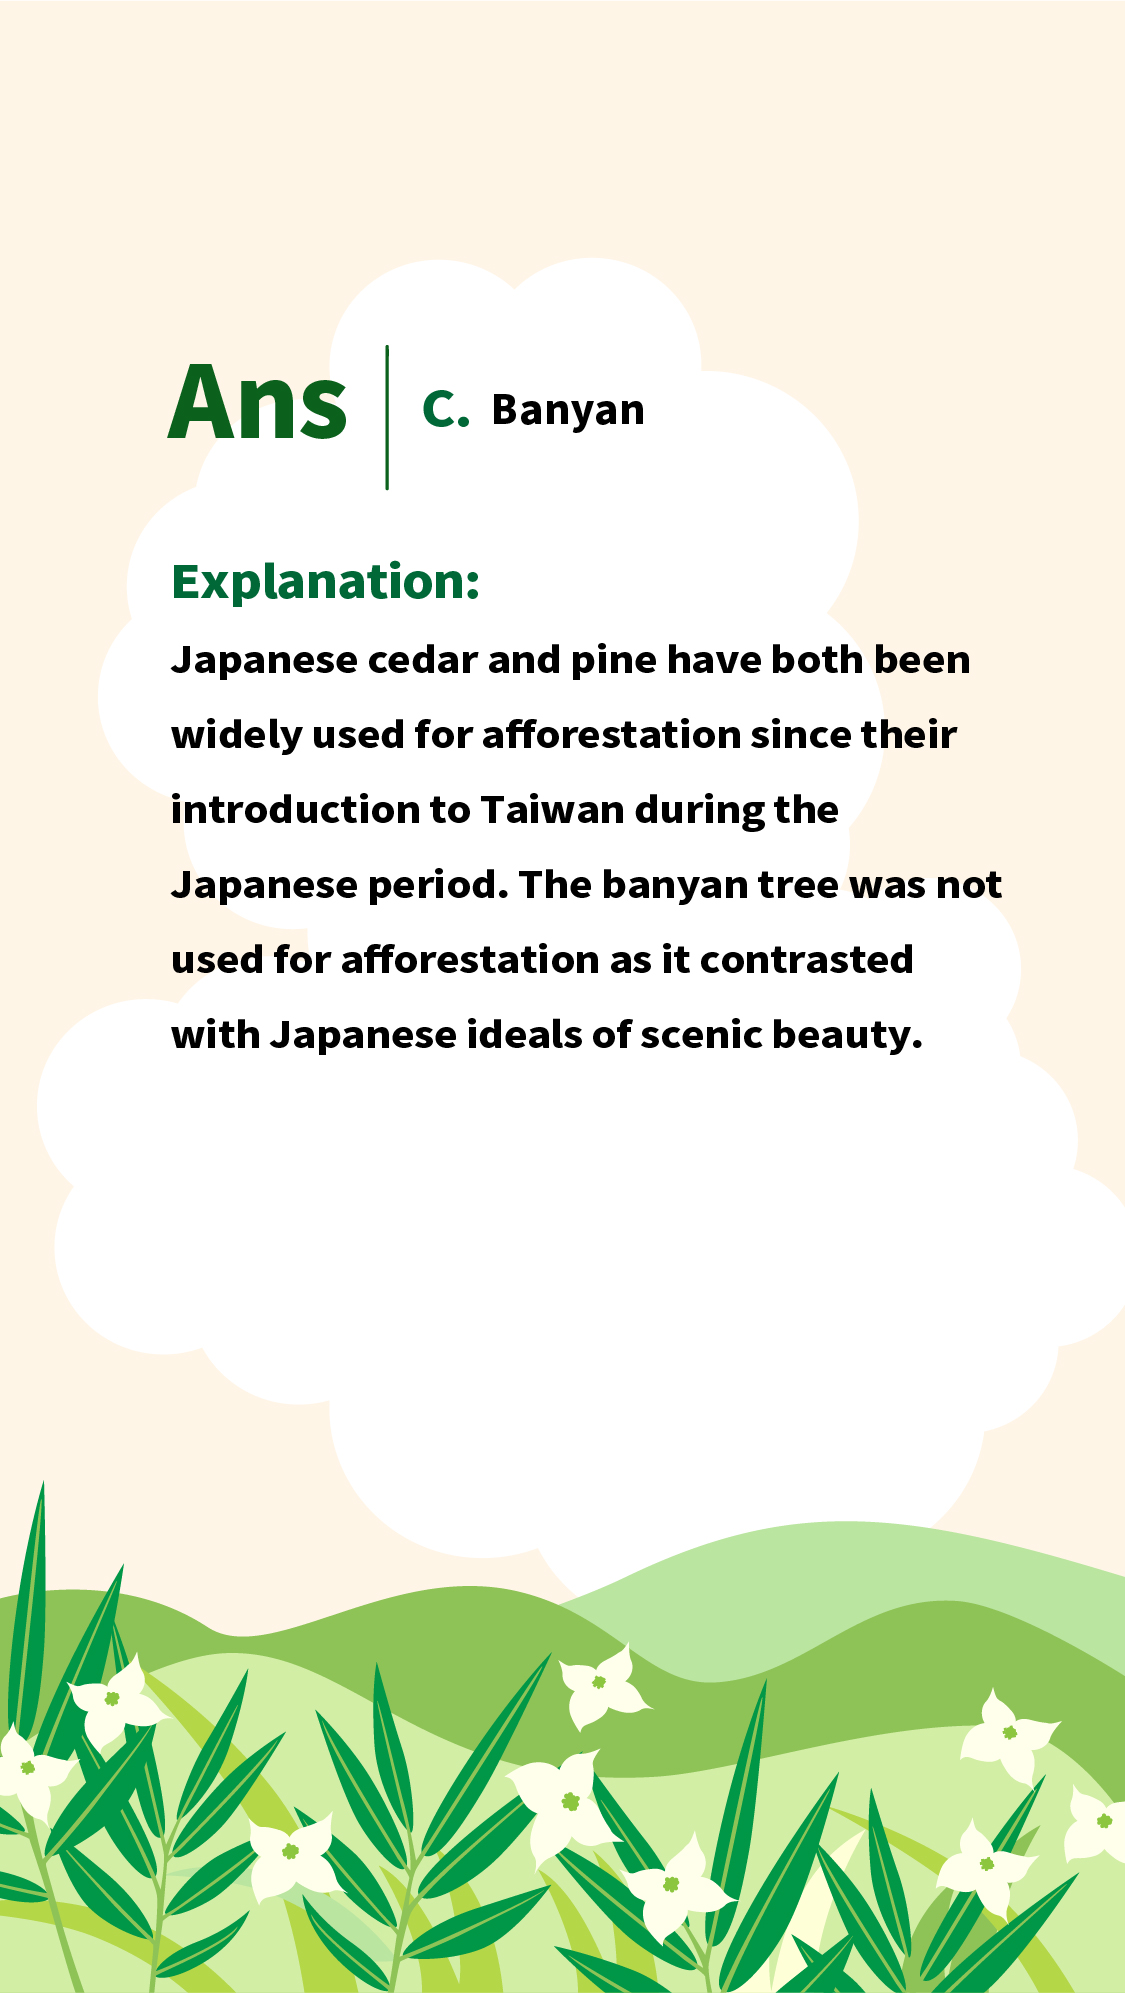 Ans
C. Banyan
Explanation:
Japanese cedar and pine have both been
widely used for afforestation since their
introduction to Taiwan during the
Japanese period. The banyan tree was not
used for afforestation as it contrasted
with Japanese ideals of scenic beauty.